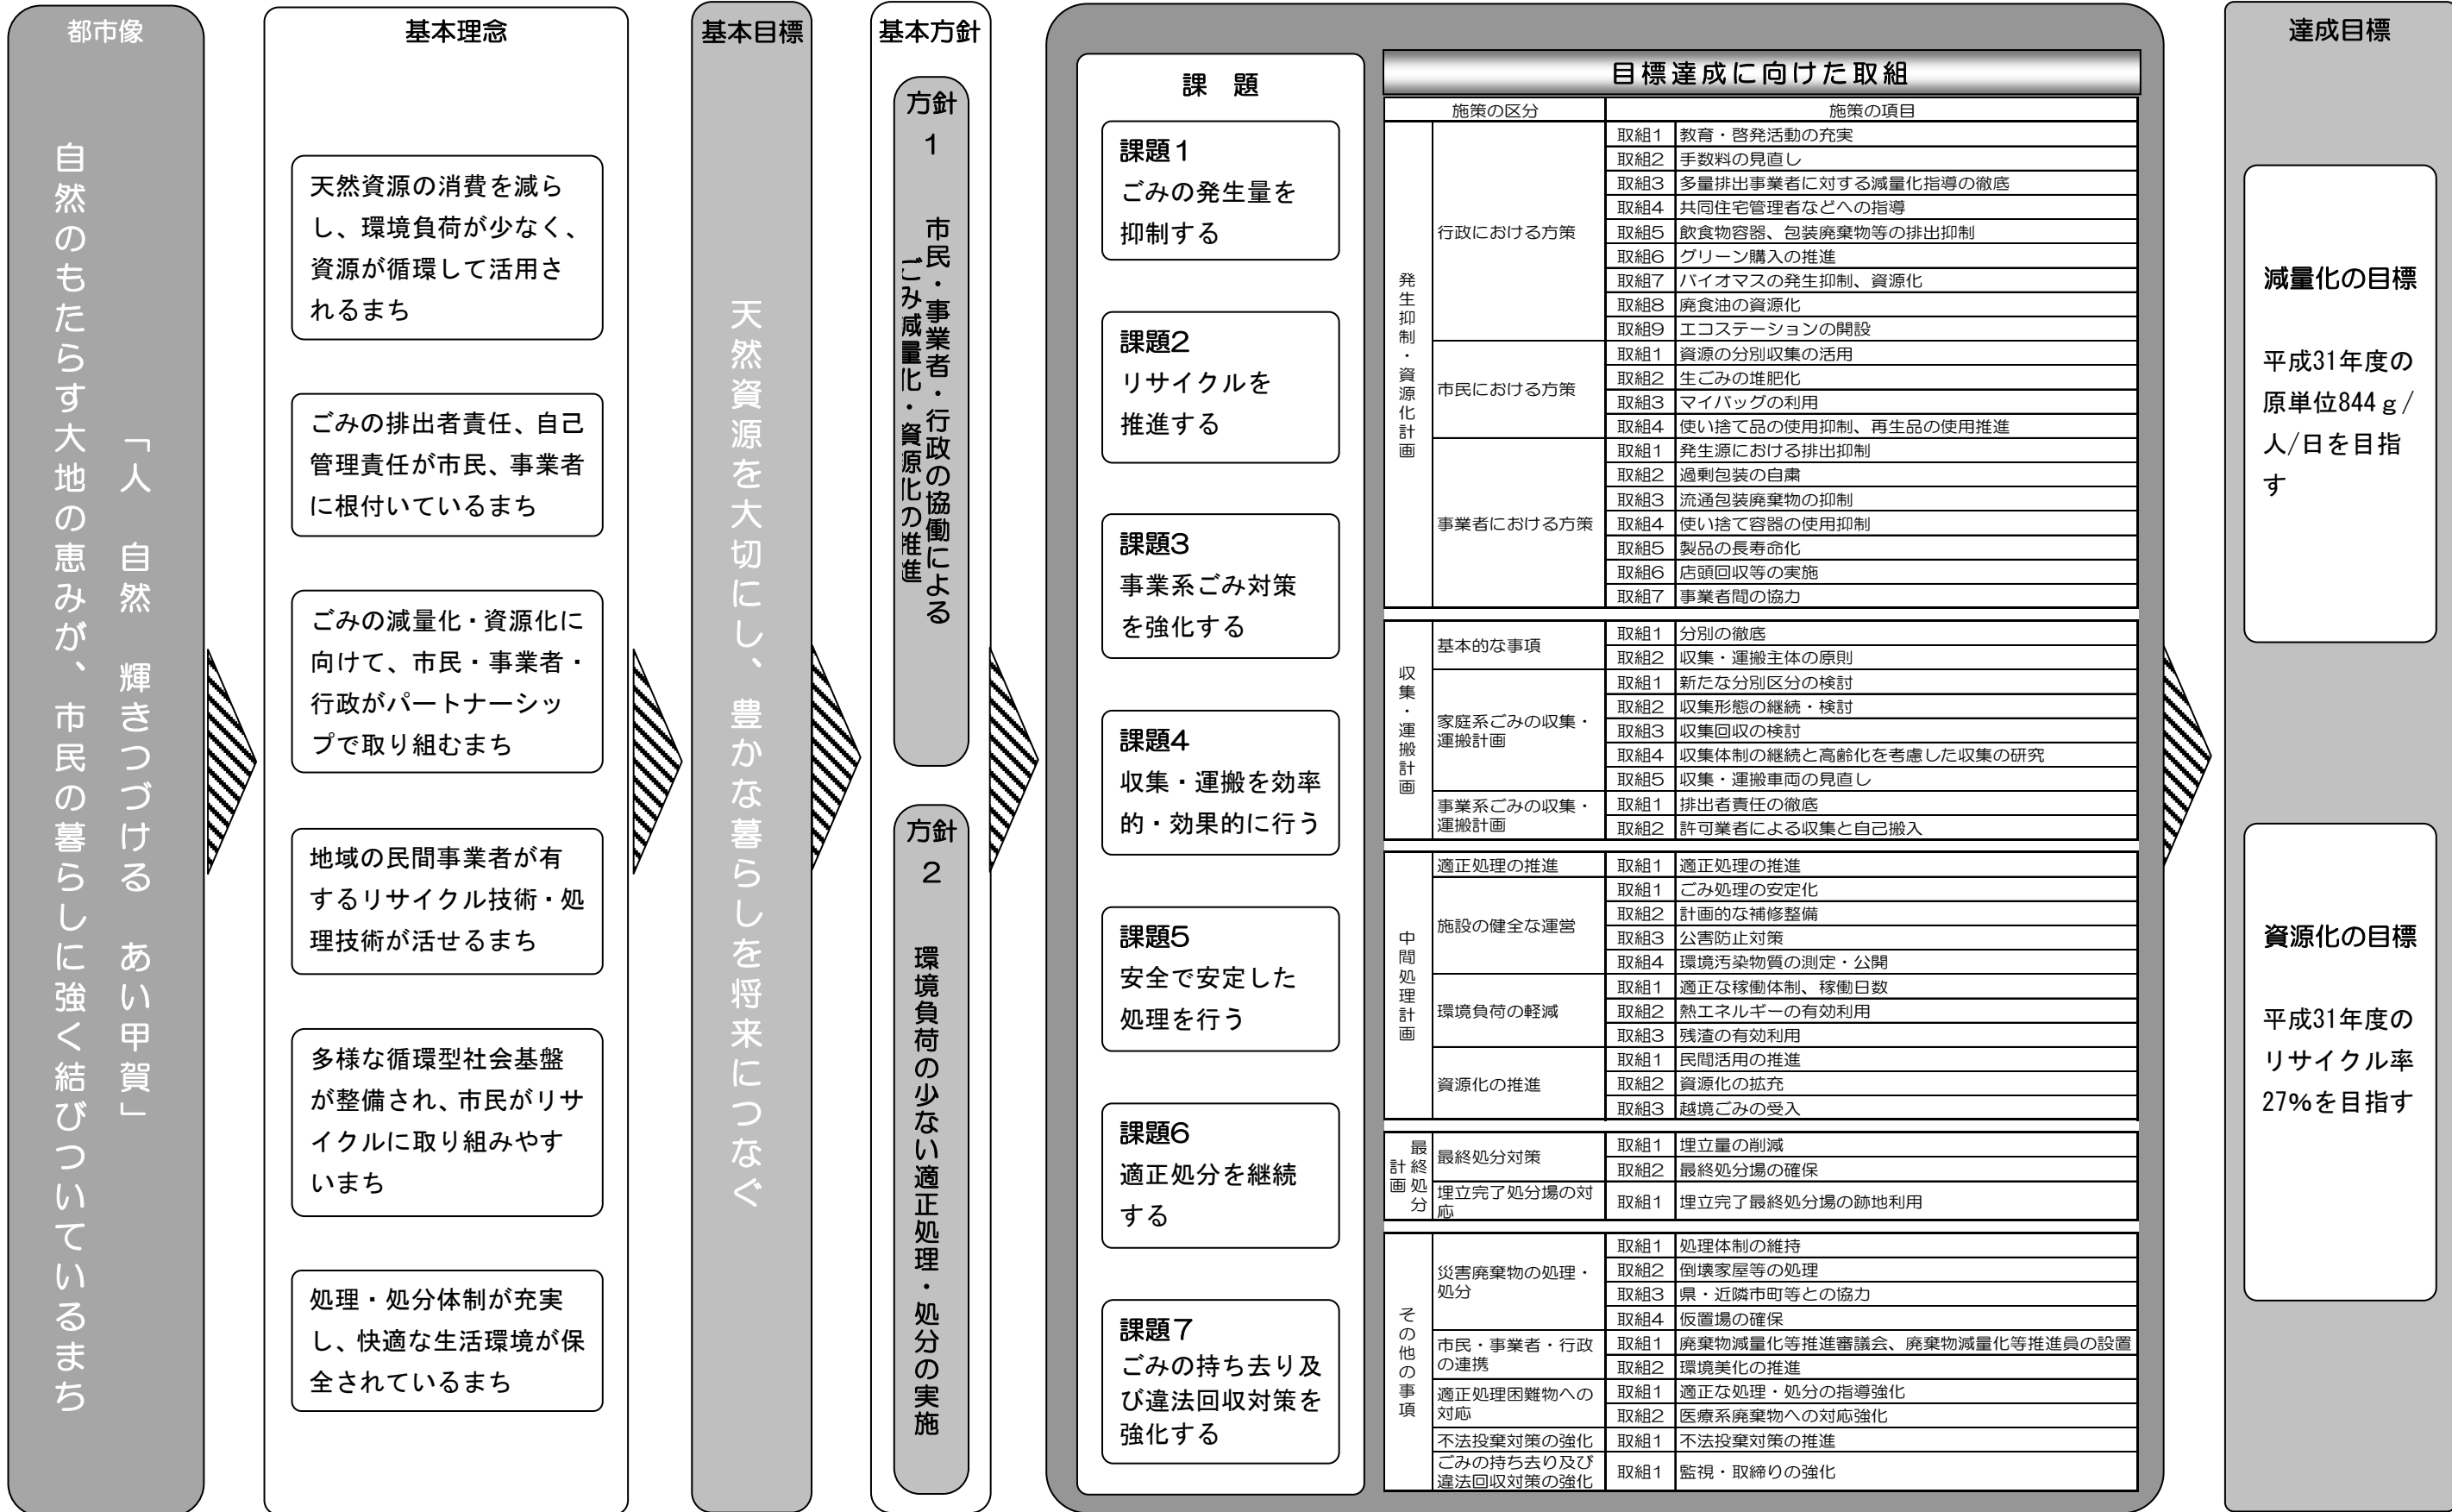 都市像
「人　自然　輝きつづける　あい甲賀」
自然のもたらす大地の恵みが、市民の暮らしに強く結びついているまち
基本理念
天然資源の消費を減ら
し、環境負荷が少なく、
資源が循環して活用さ
れるまち
ごみの排出者責任、自己
管理責任が市民、事業者
に根付いているまち
ごみの減量化・資源化に
向けて、市民・事業者・
行政がパートナーシッ
プで取り組むまち
地域の民間事業者が有
するリサイクル技術・処
理技術が活せるまち
多様な循環型社会基盤
が整備され、市民がリサ
イクルに取り組みやす
いまち
処理・処分体制が充実
し、快適な生活環境が保
全されているまち
基本目標
天然資源を大切にし、豊かな暮らしを将来につなぐ
基本方針
方針
1
市民・事業者・行政の協働による
ごみ減量化・資源化の推進
方針
2
環境負荷の少ない適正処理・処分の実施
課　題
課題1
ごみの発生量を
抑制する
課題2
リサイクルを
推進する
課題3
事業系ごみ対策
を強化する
課題4
収集・運搬を効率
的・効果的に行う
課題5
安全で安定した
処理を行う
課題6
適正処分を継続
する
課題7
ごみの持ち去り及
び違法回収対策を
強化する
目標達成に向けた取組
施策の区分　施策の項目
発生抑制・資源化計画
行政における方策
取組1　教育・啓発活動の充実
取組2　手数料の見直し
取組3　多量排出事業者に対する減量化指導の徹底
取組4　共同住宅管理者などへの指導
取組5　飲食物容器、包装廃棄物等の排出抑制
取組6　グリーン購入の推進
取組7　バイオマスの発生抑制、資源化
取組8　廃食油の資源化
取組9　エコステーションの開設
市民における方策
取組1　資源の分別収集の活用
取組2　生ごみの堆肥化
取組3　マイバッグの利用
取組4　使い捨て品の使用抑制、再生品の使用推進
事業者における方策
取組1　発生源における排出抑制
取組2　過剰包装の自粛
取組3　流通包装廃棄物の抑制
取組4　使い捨て容器の使用抑制
取組5　製品の長寿命化
取組6　店頭回収等の実施
取組7　事業者間の協力
収集・運搬計画
基本的な事項
取組1　分別の徹底
取組2　収集・運搬主体の原則
家庭系ごみの収集・
運搬計画
取組1　新たな分別区分の検討
取組2　収集形態の継続・検討
取組3　収集回収の検討
取組4　収集体制の継続と高齢化を考慮した収集の研究
取組5　収集・運搬車両の見直し
事業系ごみの収集・
運搬計画
取組1　排出者責任の徹底
取組2　許可業者による収集と自己搬入
中間処理計画
適正処理の推進
取組1　適正処理の推進
施設の健全な運営
取組1　ごみ処理の安定化
取組2　計画的な補修整備
取組3　公害防止対策
取組4　環境汚染物質の測定・公開
環境負荷の軽減
取組1　適正な稼働体制、稼働日数
取組2　熱エネルギーの有効利用
取組3　残渣の有効利用
資源化の推進
取組1　民間活用の推進
取組2　資源化の拡充
取組3　越境ごみの受入
最終処分
計画
最終処分対策
取組1　埋立量の削減
取組2　最終処分場の確保
埋立完了処分場の対
応
取組1　埋立完了最終処分場の跡地利用
その他の事項
災害廃棄物の処理・
処分
取組1　処理体制の維持
取組2　倒壊家屋等の処理
取組3　県・近隣市町等との協力
取組4　仮置場の確保
市民・事業者・行政
の連携
取組1　廃棄物減量化等推進審議会、廃棄物減量化等推進員の設置
取組2　環境美化の推進
適正処理困難物への
対応
取組1　適正な処理・処分の指導強化
取組2　医療系廃棄物への対応強化
不法投棄対策の強化
取組1　不法投棄対策の推進
ごみの持ち去り及び
違法回収対策の強化
取組1　監視・取締りの強化
達成目標
減量化の目標
平成31年度の
原単位844ｇ/
人/日を目指
す
資源化の目標
平成31年度の
リサイクル率
27%を目指す